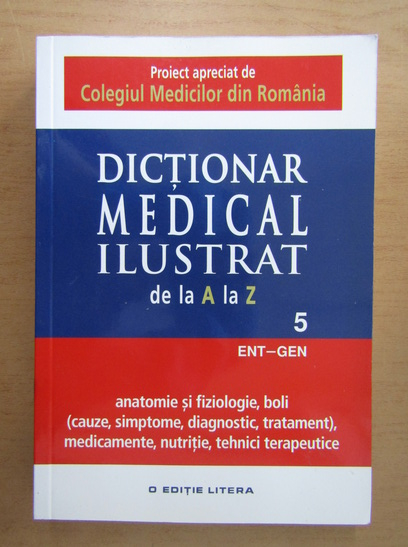 Proiect apreciat de
Colegiul Medicilor din România
DICȚIONAR
MEDICAL
ILUSTRAT
de la A la Z
5
ENT–GEN
anatomie și fiziologie, boli
(cauze, simptome, diagnostic, tratament),
medicamente, nutriție, tehnici terapeutice
O EDIȚIE LITERA